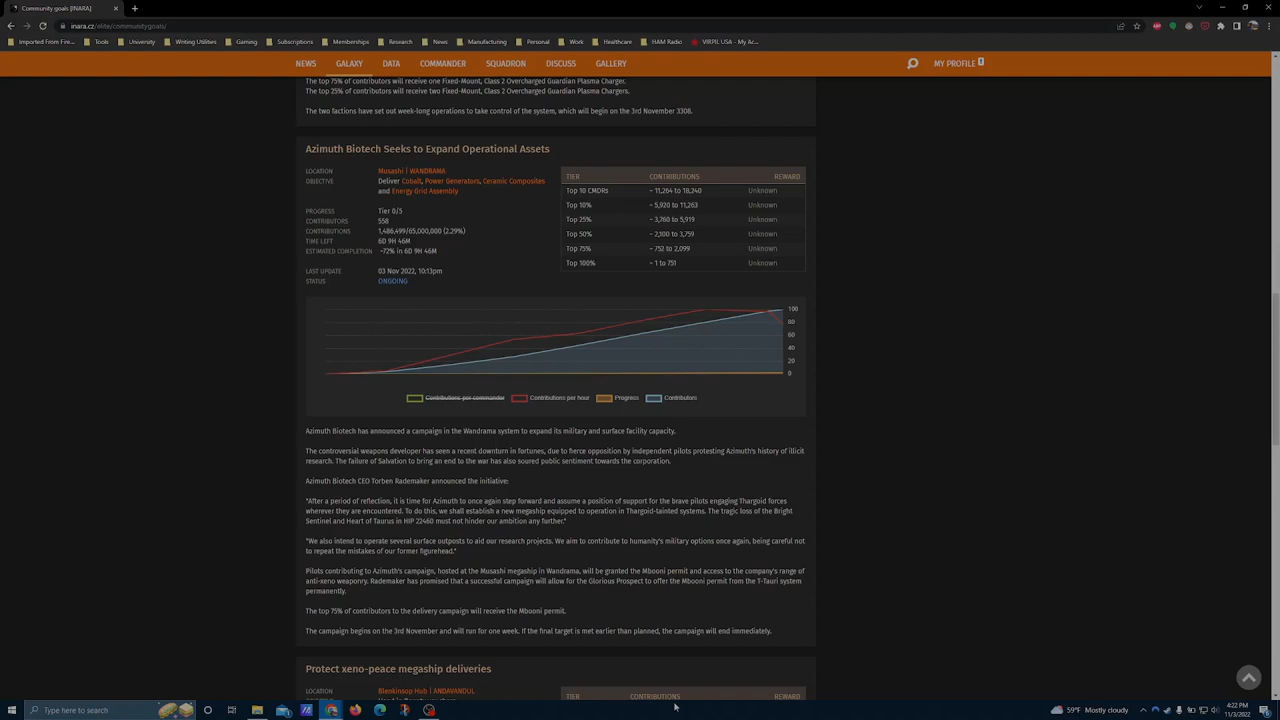 Community goals [INARA]
inara.cz/elite/communitygoals/
Imported From Fire... Tools University Writing Utilities Gaming Subscriptions Memberships Research News Manufacturing Personal Work Healthcare HAM Radio VIRPIL USA - My Ac...
NEWS GALAXY DATA COMMANDER SQUADRON DISCUSS GALLERY MY PROFILE
The top 75% of contributors will receive one Fixed-Mount, Class 2 Overcharged Guardian Plasma Charger.
The top 25% of contributors will receive two Fixed-Mount, Class 2 Overcharged Guardian Plasma Chargers.
The two factions have set out week-long operations to take control of the system, which will begin on the 3rd November 3308.
Azimuth Biotech Seeks to Expand Operational Assets
LOCATION Musashi | WANDRAMA
OBJECTIVE Deliver Cobalt, Power Generators, Ceramic Composites
and Energy Grid Assembly
PROGRESS Tier 0/5
CONTRIBUTORS 558
CONTRIBUTIONS 1,486,499/65,000,000 (2.29%)
TIME LEFT 6D 9H 46M
ESTIMATED COMPLETION ~72% in 6D 9H 46M
LAST UPDATE 03 Nov 2022, 10:13pm
STATUS ONGOING
TIER CONTRIBUTIONS REWARD
Top 10 CMDRs ~ 11,264 to 18,240 Unknown
Top 10% ~ 5,920 to 11,263 Unknown
Top 25% ~ 3,760 to 5,919 Unknown
Top 50% ~ 2,100 to 3,759 Unknown
Top 75% ~ 752 to 2,099 Unknown
Top 100% ~ 1 to 751 Unknown
100
80
60
40
20
0
Contributions per commander Contributions per hour Progress Contributors
Azimuth Biotech has announced a campaign in the Wandrama system to expand its military and surface facility capacity.
The controversial weapons developer has seen a recent downturn in fortunes, due to fierce opposition by independent pilots protesting Azimuth's history of illicit
research. The failure of Salvation to bring an end to the war has also soured public sentiment towards the corporation.
Azimuth Biotech CEO Torben Rademaker announced the initiative:
"After a period of reflection, it is time for Azimuth to once again step forward and assume a position of support for the brave pilots engaging Thargoid forces
wherever they are encountered. To do this, we shall establish a new megaship equipped to operation in Thargoid-tainted systems. The tragic loss of the Bright
Sentinel and Heart of Taurus in HIP 22460 must not hinder our ambition any further."
"We also intend to operate several surface outposts to aid our research projects. We aim to contribute to humanity's military options once again, being careful not
to repeat the mistakes of our former figurehead."
Pilots contributing to Azimuth's campaign, hosted at the Musashi megaship in Wandrama, will be granted the Mbooni permit and access to the company's range of
anti-xeno weaponry. Rademaker has promised that a successful campaign will allow for the Glorious Prospect to offer the Mbooni permit from the T-Tauri system
permanently.
The top 75% of contributors to the delivery campaign will receive the Mbooni permit.
The campaign begins on the 3rd November and will run for one week. If the final target is met earlier than planned, the campaign will end immediately.
Protect xeno-peace megaship deliveries
LOCATION Blenkinsop Hub | ANDAVANDUL
TIER CONTRIBUTIONS REWARD
Type here to search
59°F Mostly cloudy
4:22 PM
11/3/2022